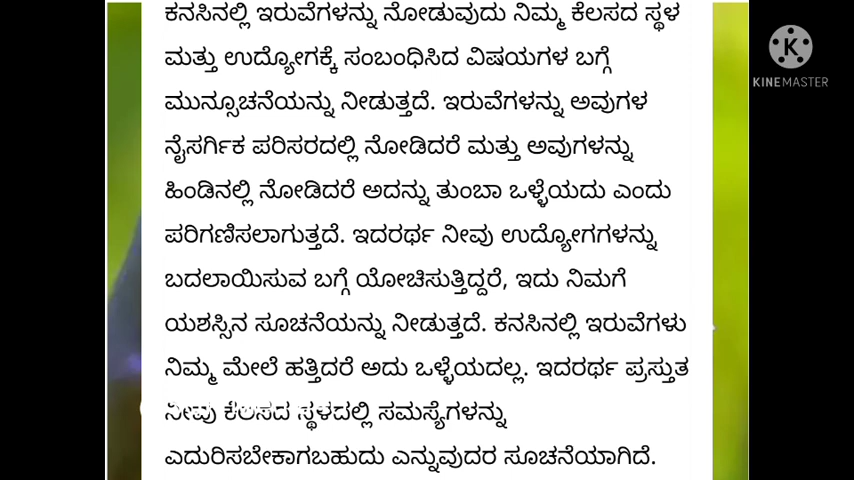 ಕನಸಿನಲ್ಲಿ ಇರುವೆಗಳನ್ನು ನೋಡುವುದು ನಿಮ್ಮ ಕೆಲಸದ ಸ್ಥಳ
ಮತ್ತು ಉದ್ಯೋಗಕ್ಕೆ ಸಂಬಂಧಿಸಿದ ವಿಷಯಗಳ ಬಗ್ಗೆ
ಮುನ್ಸೂಚನೆಯನ್ನು ನೀಡುತ್ತದೆ. ಇರುವೆಗಳನ್ನು ಅವುಗಳ
ನೈಸರ್ಗಿಕ ಪರಿಸರದಲ್ಲಿ ನೋಡಿದರೆ ಮತ್ತು ಅವುಗಳನ್ನು
ಹಿಂಡಿನಲ್ಲಿ ನೋಡಿದರೆ ಅದನ್ನು ತುಂಬಾ ಒಳ್ಳೆಯದು ಎಂದು
ಪರಿಗಣಿಸಲಾಗುತ್ತದೆ. ಇದರರ್ಥ ನೀವು ಉದ್ಯೋಗಗಳನ್ನು
ಬದಲಾಯಿಸುವ ಬಗ್ಗೆ ಯೋಚಿಸುತ್ತಿದ್ದರೆ, ಇದು ನಿಮಗೆ
ಯಶಸ್ಸಿನ ಸೂಚನೆಯನ್ನು ನೀಡುತ್ತದೆ. ಕನಸಿನಲ್ಲಿ ಇರುವೆಗಳು
ನಿಮ್ಮ ಮೇಲೆ ಹತ್ತಿದರೆ ಅದು ಒಳ್ಳೆಯದಲ್ಲ. ಇದರರ್ಥ ಪ್ರಸ್ತುತ
ನೀವು ಕೆಲಸದ ಸ್ಥಳದಲ್ಲಿ ಸಮಸ್ಯೆಗಳನ್ನು
ಎದುರಿಸಬೇಕಾಗಬಹುದು ಎನ್ನುವುದರ ಸೂಚನೆಯಾಗಿದೆ.
K
KINEMASTER